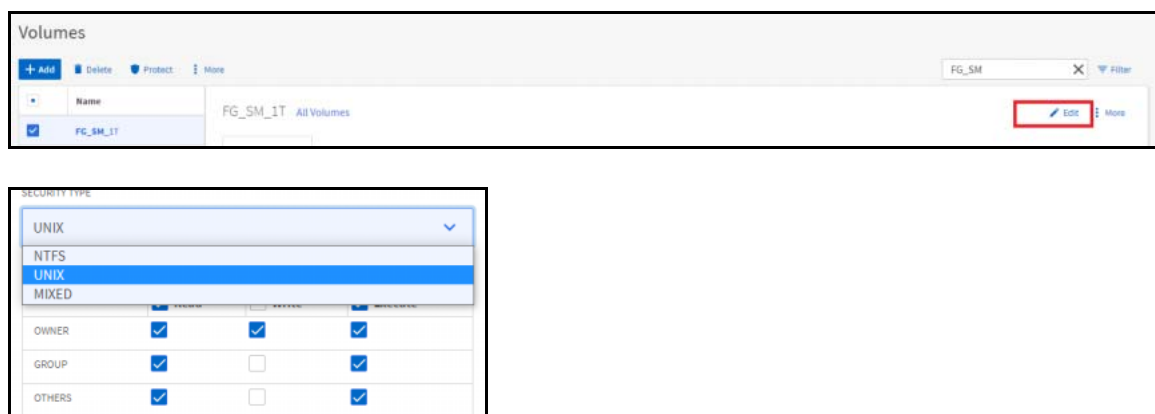 Volumes
+ Add Delete Protect More FG_SM X Filter
Name FG_SM_1T All Volumes Edit More
FG_SM_1T
SECURITY TYPE
UNIX
NTFS
UNIX
MIXED
Read Write Execute
OWNER
GROUP
OTHERS